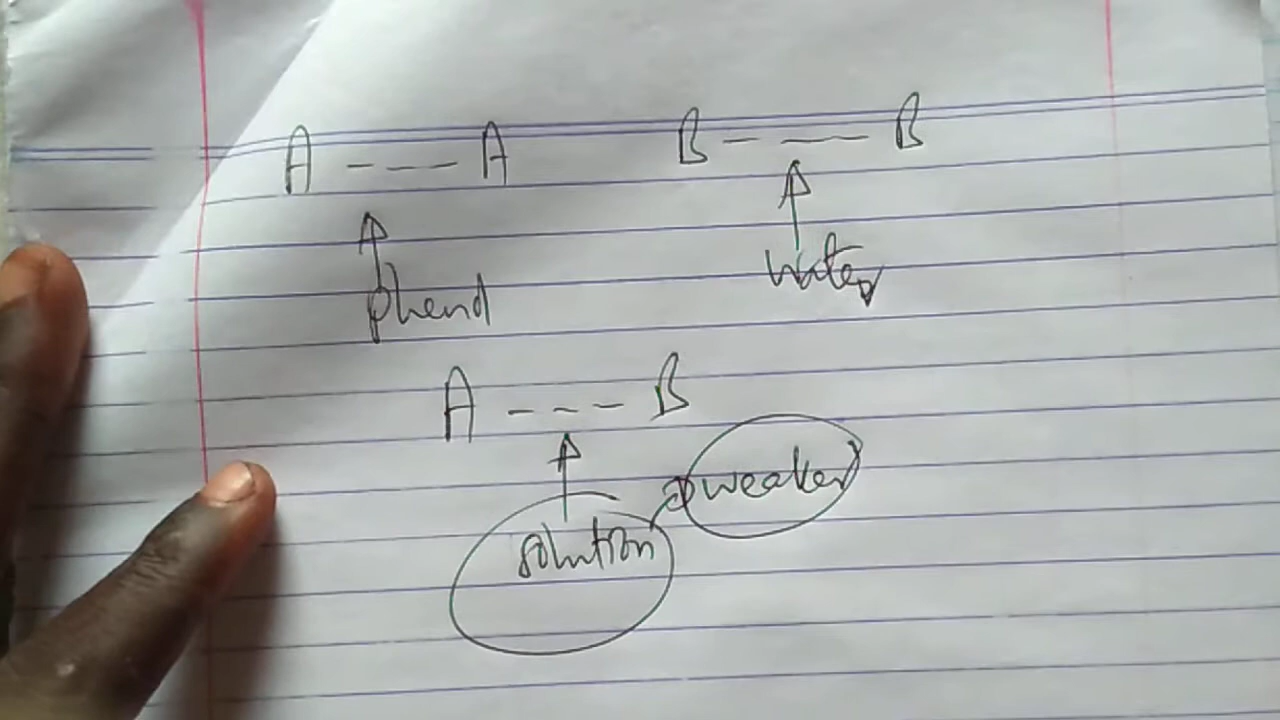 A - - - A B - - - B
phenol
water
A - - - B
weaker
solution